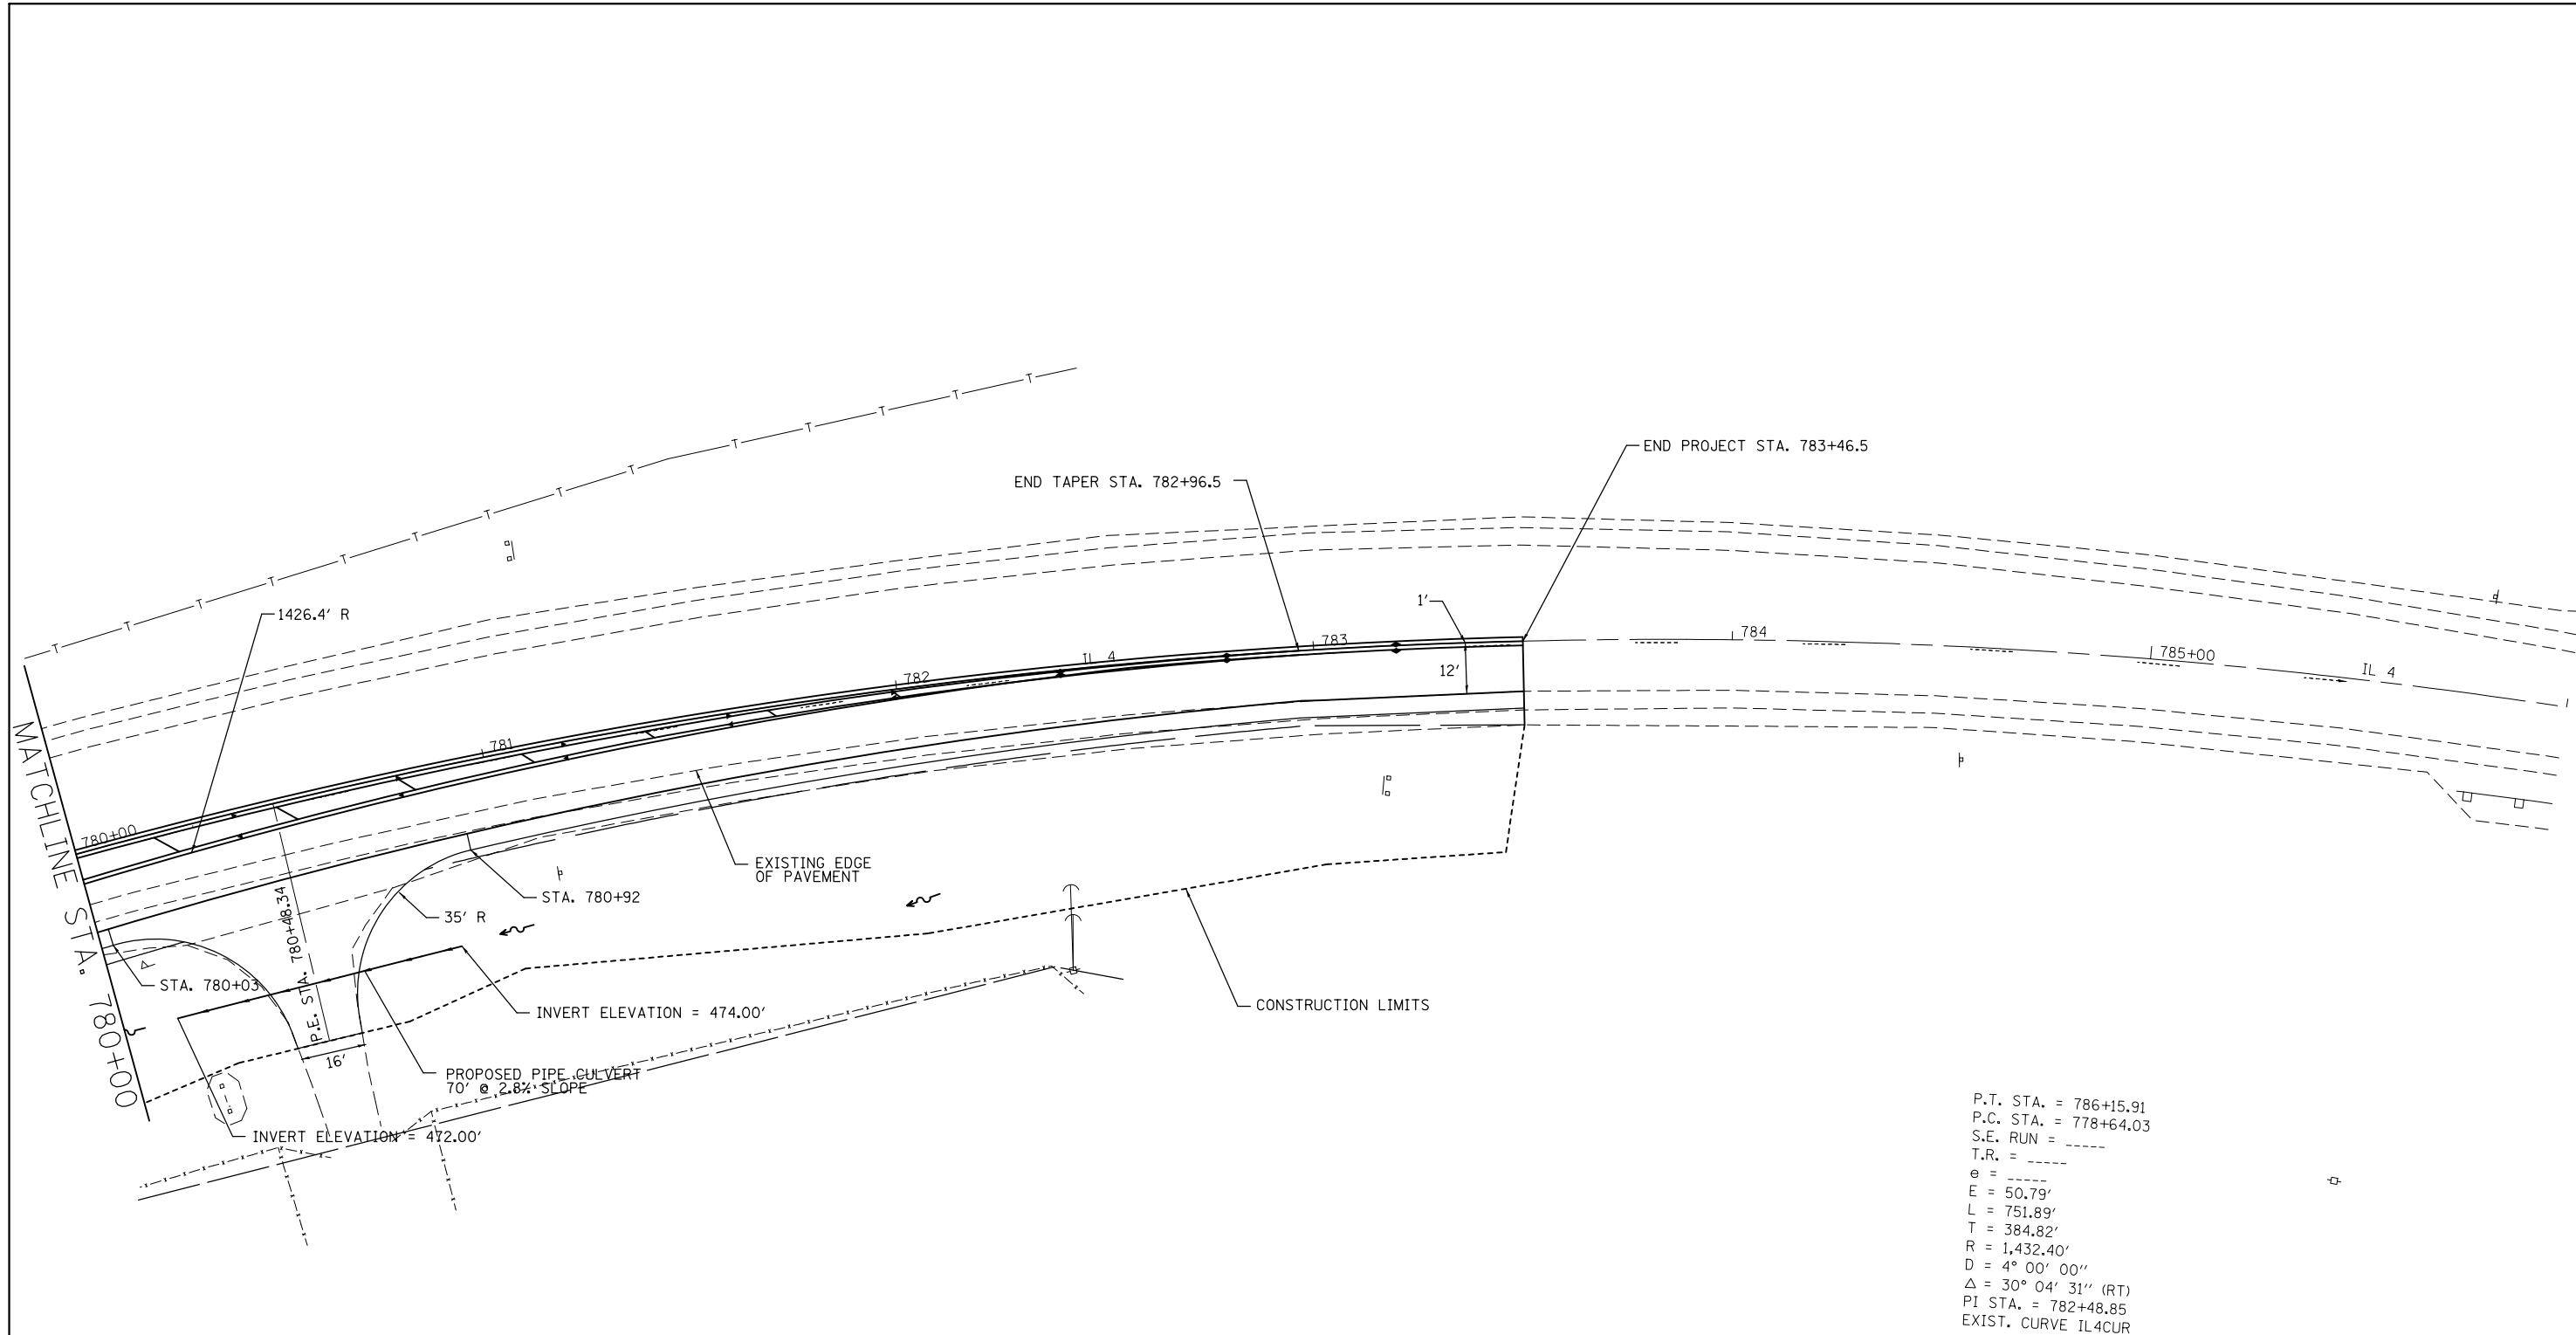 END PROJECT STA. 783+46.5
END TAPER STA. 782+96.5
1426.4' R
1'
12'
783
784
785+00
IL 4
IL 4
782
781
780+00
MATCHLINE STA. 780+00
EXISTING EDGE
OF PAVEMENT
STA. 780+92
35' R
P.E. STA. 780+48.34
STA. 780+03
INVERT ELEVATION = 474.00'
CONSTRUCTION LIMITS
16'
PROPOSED PIPE CULVERT
70' @ 2.8% SLOPE
INVERT ELEVATION = 472.00'
T T T T T T T T T T T T T T
P.T. STA. = 786+15.91
P.C. STA. = 778+64.03
S.E. RUN = _____
T.R. = _____
e = _____
E = 50.79'
L = 751.89'
T = 384.82'
R = 1,432.40'
D = 4° 00' 00''
Δ = 30° 04' 31'' (RT)
PI STA. = 782+48.85
EXIST. CURVE IL4CUR